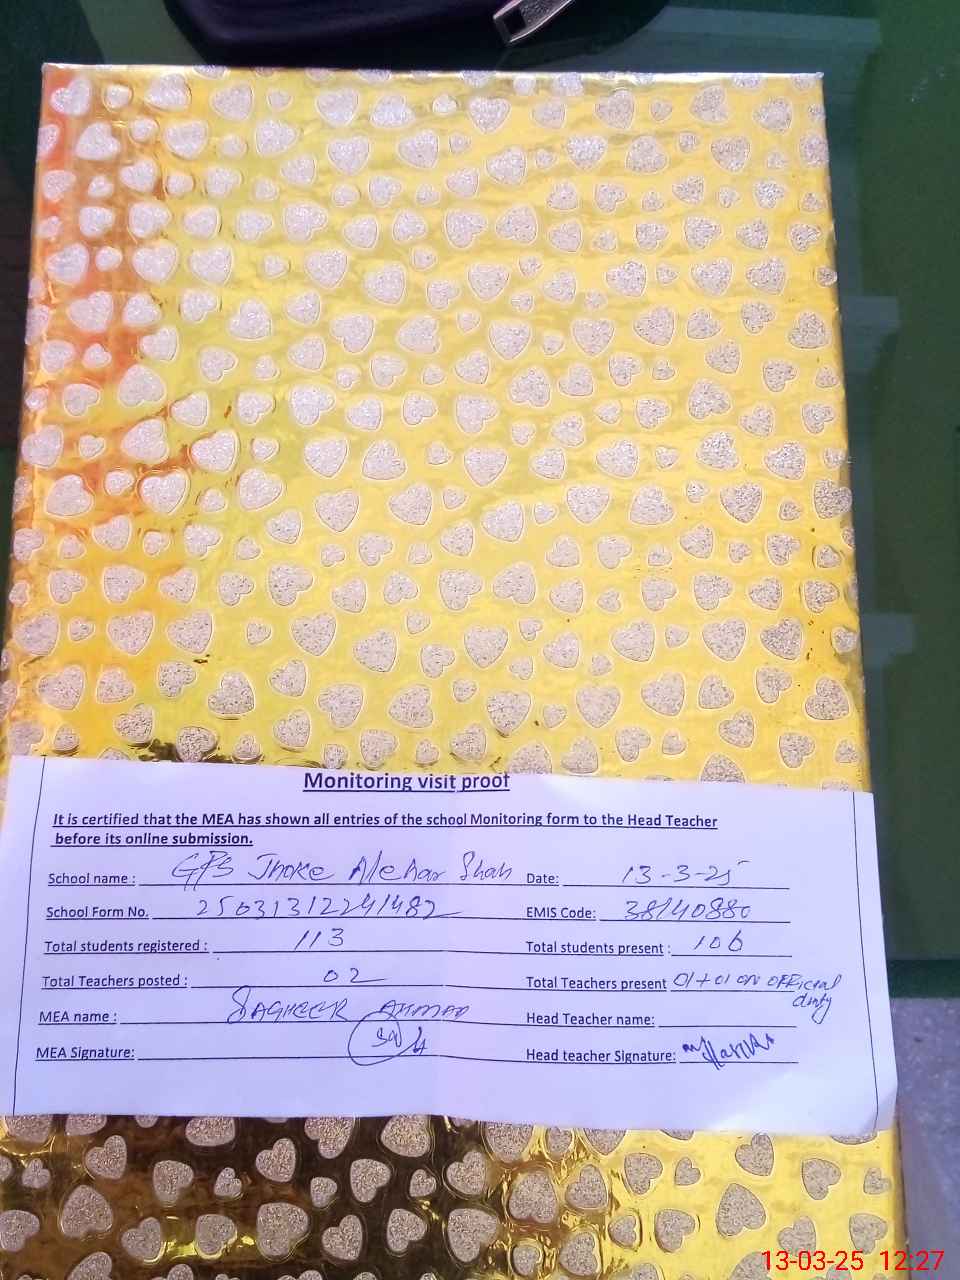 Monitoring visit proof
It is certified that the MEA has shown all entries of the school Monitoring form to the Head Teacher
before its online submission.
School name : GPS Jhoke Alehar Shah Date: 13-3-25
School Form No. 25031312241482 EMIS Code: 38140880
Total students registered : 113 Total students present : 106
Total Teachers posted : 02 Total Teachers present 01+01 on official
duty
MEA name : SAGHEER AHMAD Head Teacher name:
MEA Signature: Head teacher Signature:
13-03-25 12:27